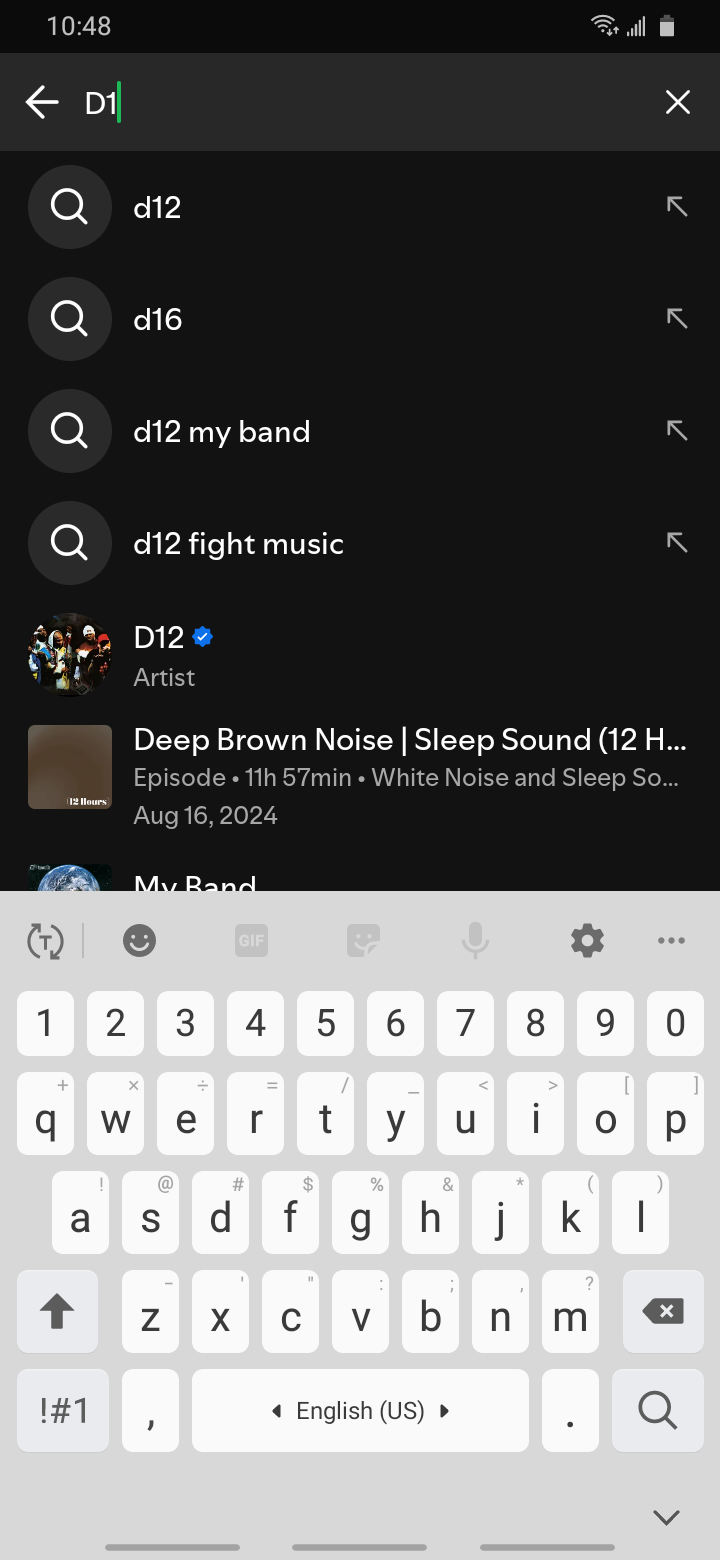 10:48
D1
d12
d16
d12 my band
d12 fight music
D12
Artist
Deep Brown Noise | Sleep Sound (12 H...
12 Hours
Episode • 11h 57min • White Noise and Sleep So...
Aug 16, 2024
My Band
T
GIF
1 2 3 4 5 6 7 8 9 0
+ × ÷ = / _ < > [ ]
q w e r t y u i o p
! @ # $ % & * ( )
a s d f g h j k l
- ' " : ; , ?
z x c v b n m
!#1 , English (US) .